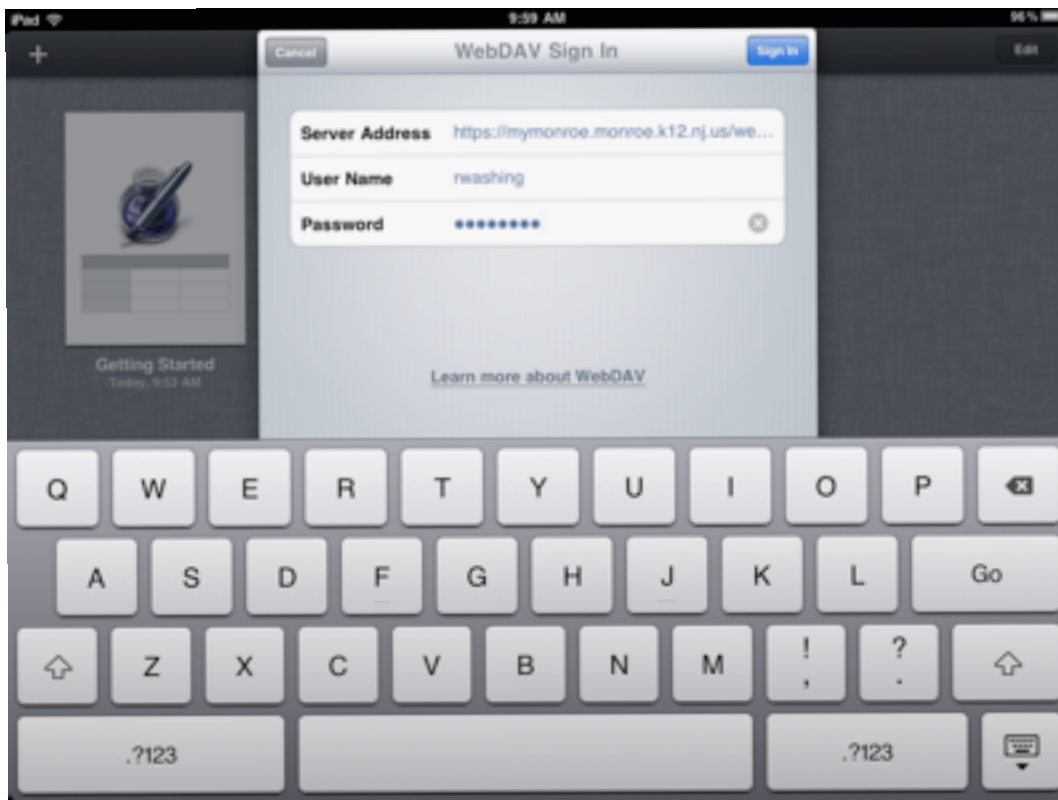 iPad 9:59 AM 96%
+ Cancel WebDAV Sign In Sign In Edit
Server Address https://mymonroe.monroe.k12.nj.us/we...
User Name rwashing
Password ••••••••
Getting Started
Today, 9:53 AM
Learn more about WebDAV
Q W E R T Y U I O P
A S D F G H J K L Go
Z X C V B N M ! , ? .
.?123 .?123